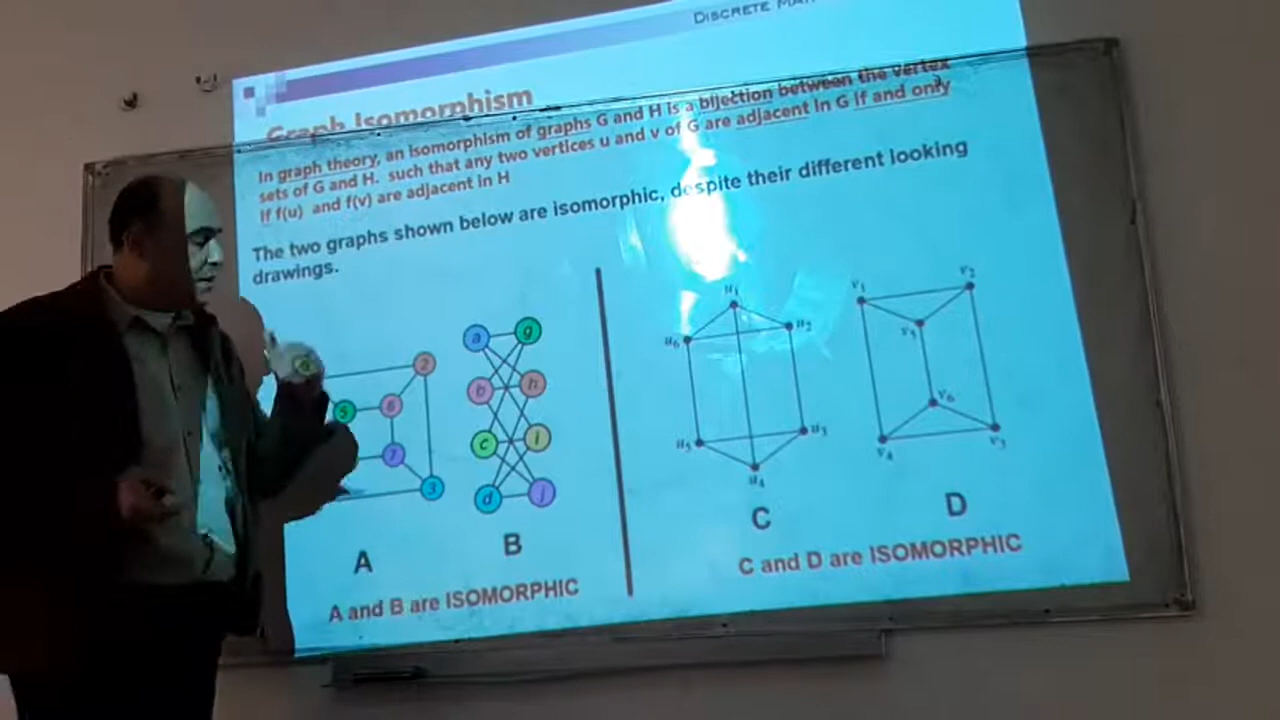 DISCRETE MAT
Graph Isomorphism
In graph theory, an isomorphism of graphs G and H is a bijection between the vertex
sets of G and H. such that any two vertices u and v of G are adjacent in G if and only
if f(u) and f(v) are adjacent in H
The two graphs shown below are isomorphic, despite their different looking
drawings.
2
5 6
7
3
a g
b h
c i
d j
u1
u6 u2
u5 u3
u4
v1 v2
v5
v6
v4 v3
A B C D
A and B are ISOMORPHIC
C and D are ISOMORPHIC